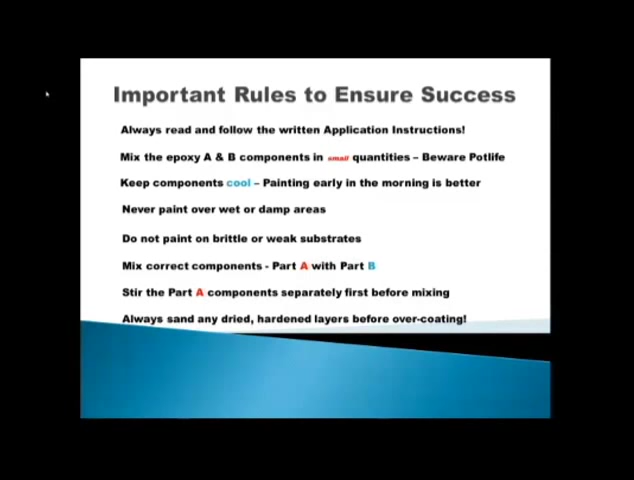 Important Rules to Ensure Success
Always read and follow the written Application Instructions!
Mix the epoxy A & B components in small quantities – Beware Potlife
Keep components cool – Painting early in the morning is better
Never paint over wet or damp areas
Do not paint on brittle or weak substrates
Mix correct components - Part A with Part B
Stir the Part A components separately first before mixing
Always sand any dried, hardened layers before over-coating!